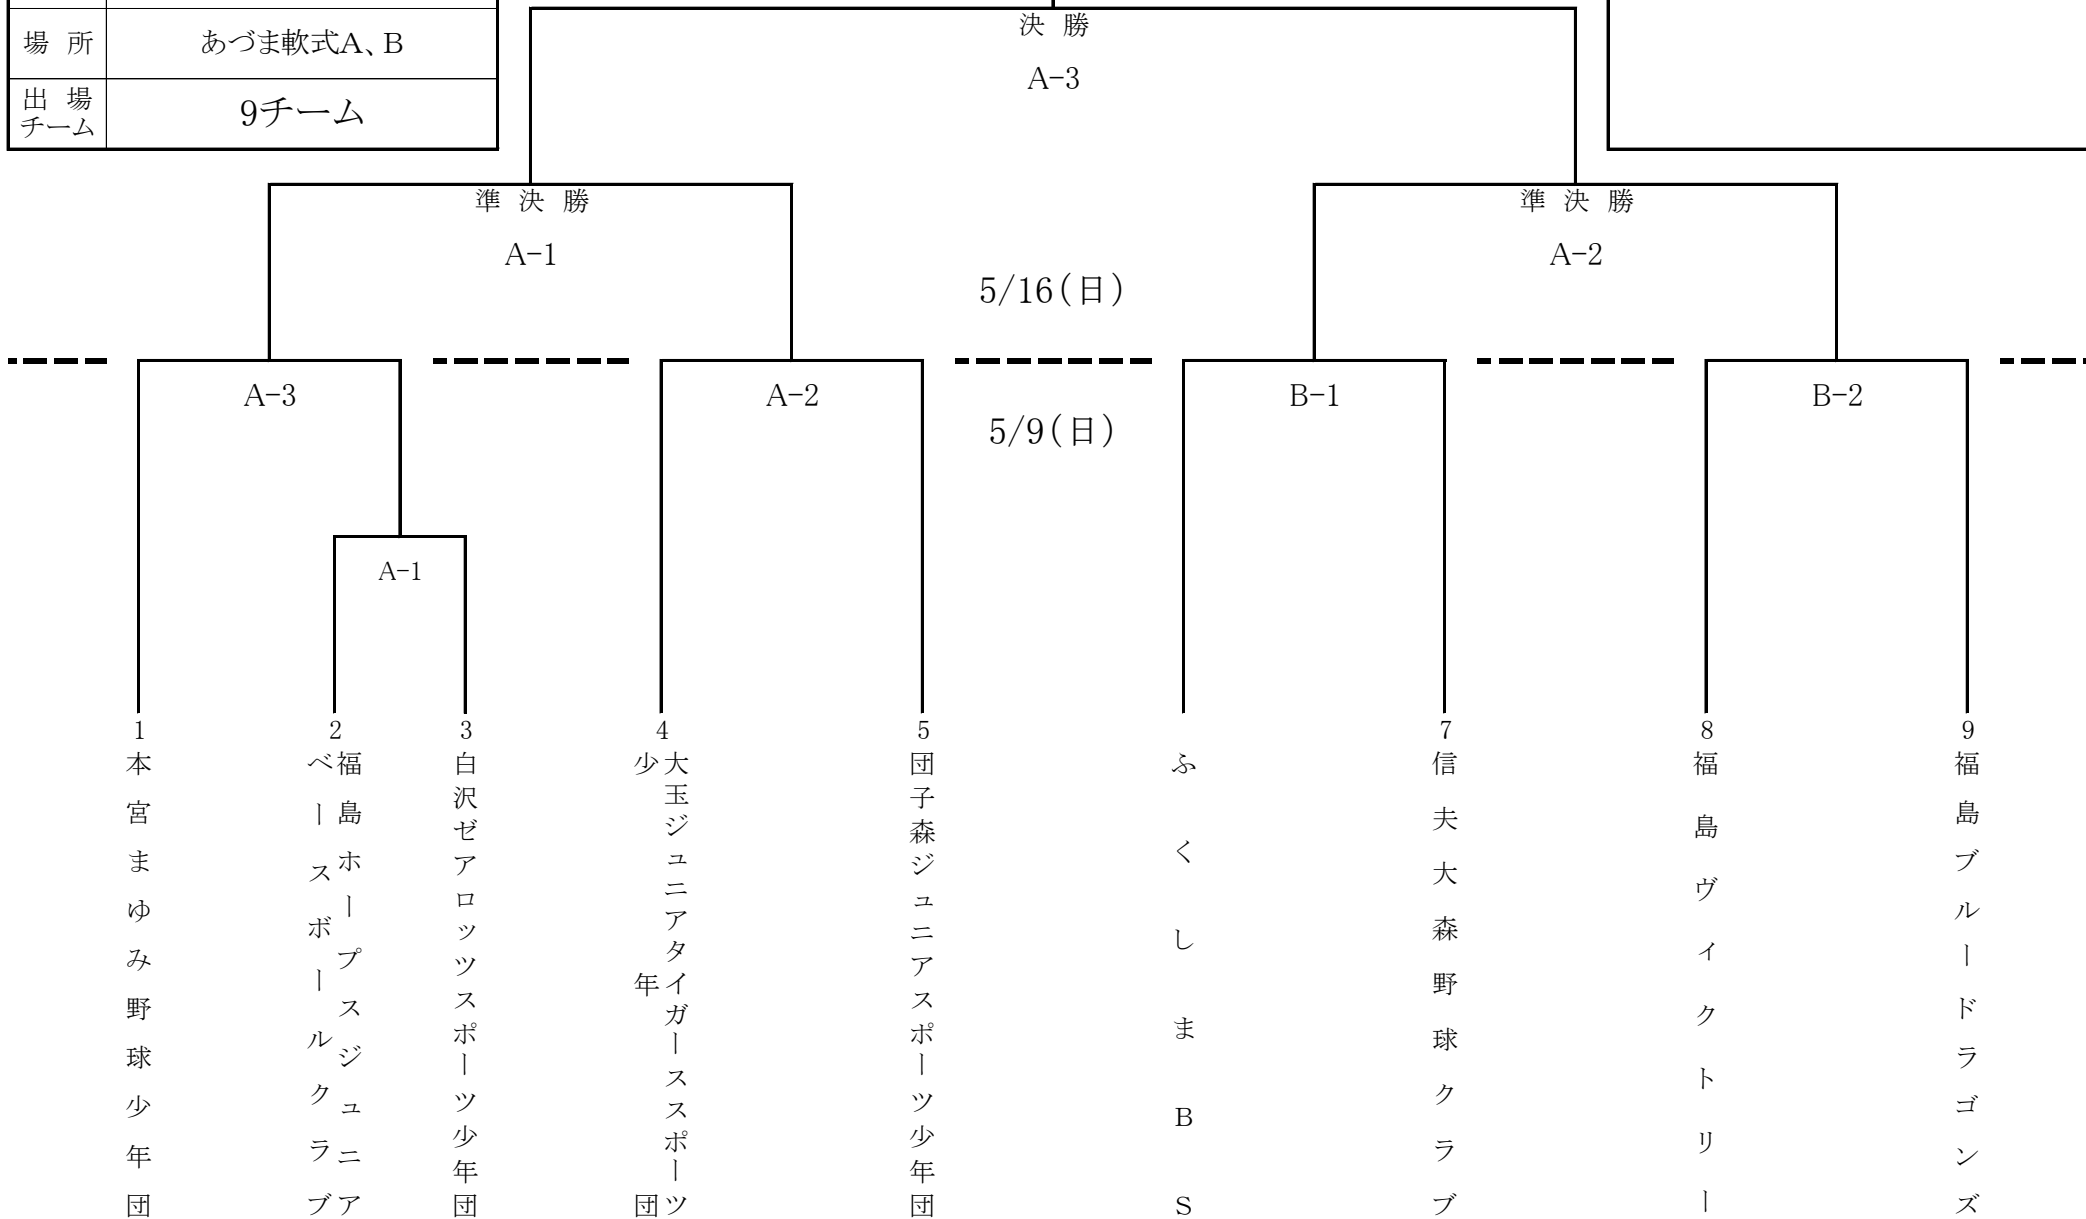 場 所
あづま軟式A、B
出 場
チーム
9チーム
決 勝
A-3
準 決 勝
A-1
準 決 勝
A-2
5/16(日)
A-3
A-2
B-1
B-2
5/9(日)
A-1
1
本宮まゆみ野球少年団
2
福島ホープスジュニア
ベースボールクラブ
3
白沢ゼアロッツスポーツ少年団
4
大玉ジュニアタイガーススポーツ
少年団
5
団子森ジュニアスポーツ少年団
ふくしまBS
7
信夫大森野球クラブ
8
福島ヴィクトリー
9
福島ブルードラゴンズ